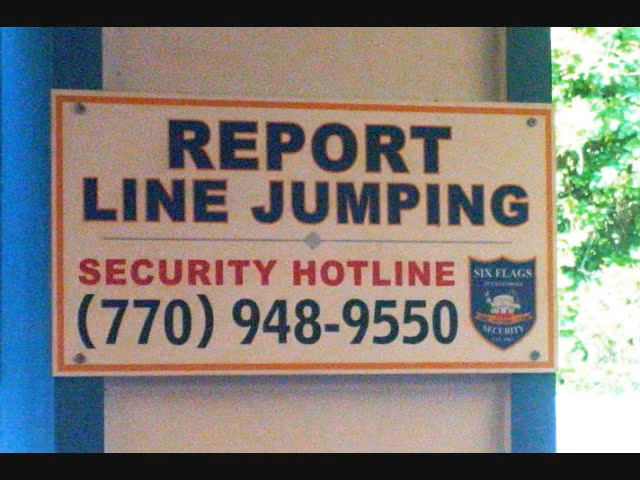 REPORT
LINE JUMPING
SECURITY HOTLINE
(770) 948-9550
SIX FLAGS
SECURITY